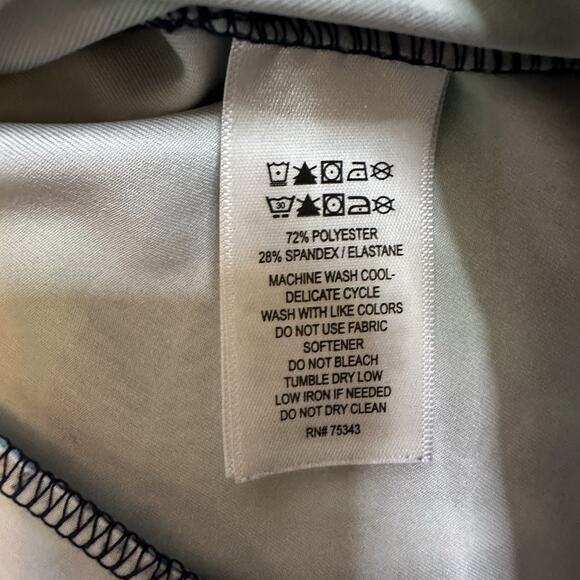 30
72% POLYESTER
28% SPANDEX / ELASTANE
MACHINE WASH COOL-
DELICATE CYCLE
WASH WITH LIKE COLORS
DO NOT USE FABRIC
SOFTENER
DO NOT BLEACH
TUMBLE DRY LOW
LOW IRON IF NEEDED
DO NOT DRY CLEAN
RN# 75343